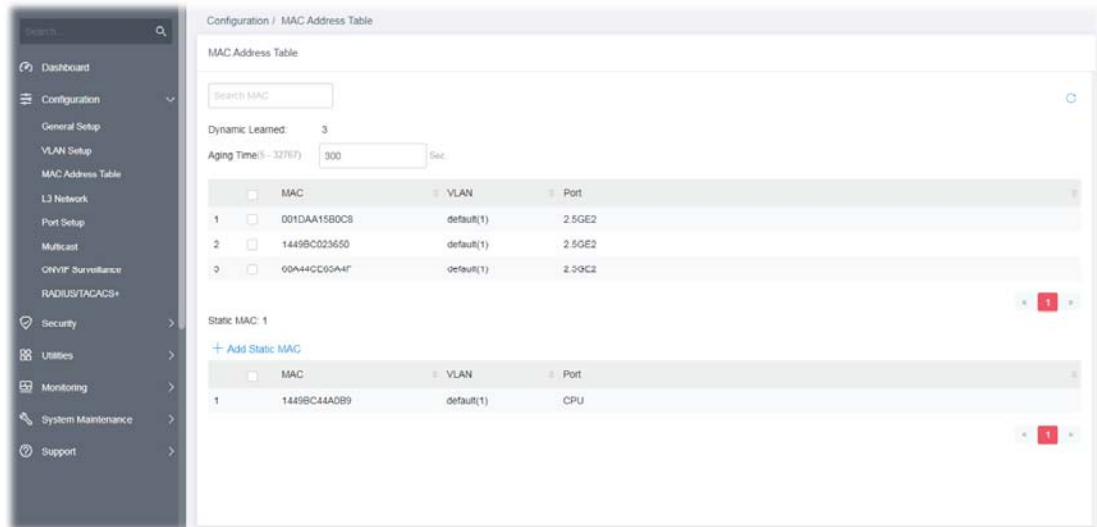 Search...
Dashboard
Configuration
General Setup
VLAN Setup
MAC Address Table
L3 Network
Port Setup
Multicast
ONVIF Surveillance
RADIUS/TACACS+
Security
Utilities
Monitoring
System Maintenance
Support
Configuration / MAC Address Table
MAC Address Table
Search MAC
Dynamic Learned: 3
Aging Time(5 - 32767) 300 Sec.
MAC VLAN Port
1 001DAA15B0C8 default(1) 2.5GE2
2 1449BC023650 default(1) 2.5GE2
3 default(1) 2.5GE2
« 1 »
Static MAC: 1
+ Add Static MAC
MAC VLAN Port
1 1449BC44A0B9 default(1) CPU
« 1 »